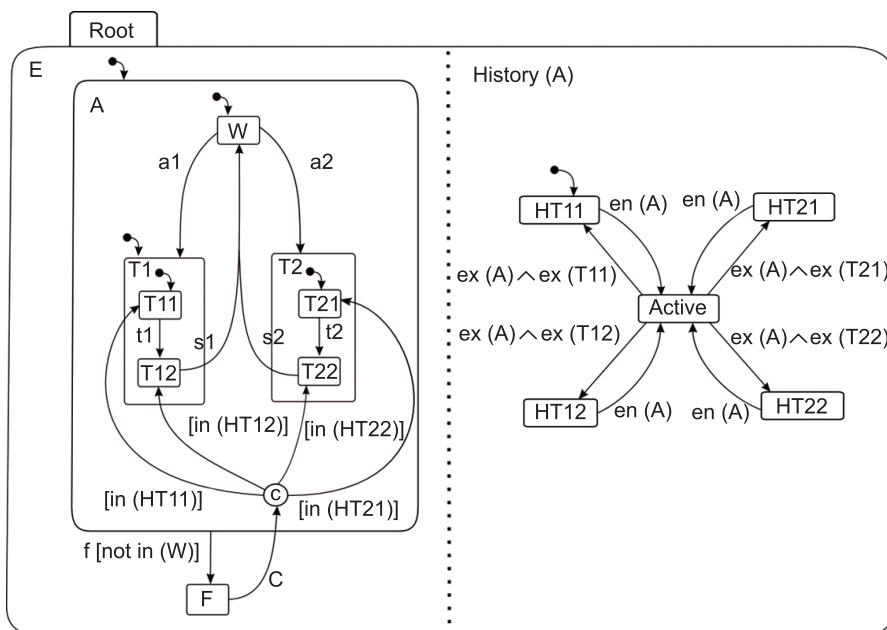 Root
E
History (A)
A
W
a1
a2
HT11
en (A)
en (A)
HT21
T1
T2
ex (A)∧ex (T11)
ex (A)∧ex (T21)
T11
T21
Active
t1
s1
s2
t2
ex (A)∧ex (T12)
ex (A)∧ex (T22)
T12
T22
HT12
en (A)
en (A)
HT22
[in (HT12)]
[in (HT22)]
C
[in (HT11)]
[in (HT21)]
f [not in (W)]
C
F